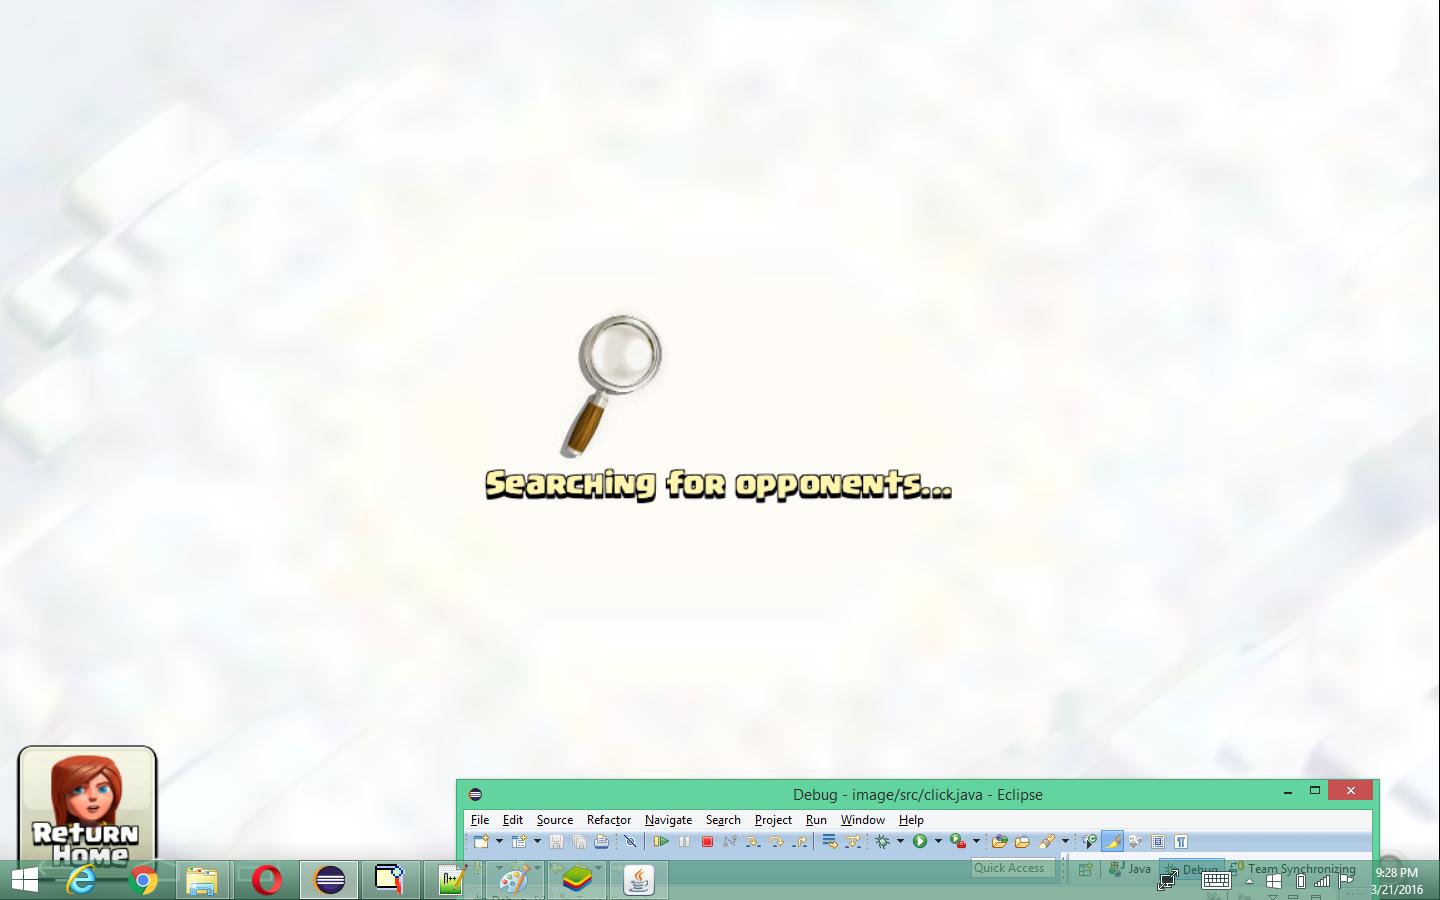 Searching for opponents...
Return
Home
Debug - image/src/click.java - Eclipse
File Edit Source Refactor Navigate Search Project Run Window Help
Quick Access
Java Debug Team Synchronizing
9:28 PM
3/21/2016